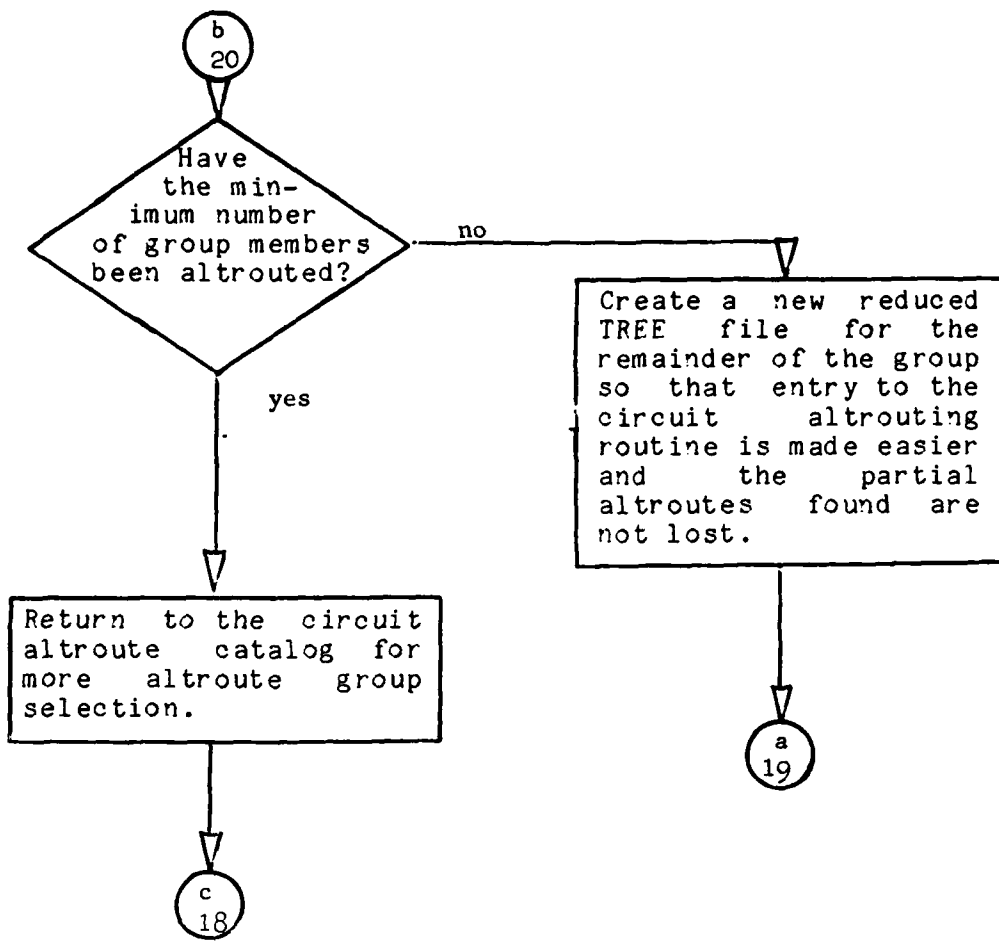 b
20
Have
the min-
imum number
of group members
been altrouted?
no
yes
Create a new reduced
TREE file for the
remainder of the group
so that entry to the
circuit altrouting
routine is made easier
and the partial
altroutes found are
not lost.
Return to the circuit
altroute catalog for
more altroute group
selection.
a
19
c
18